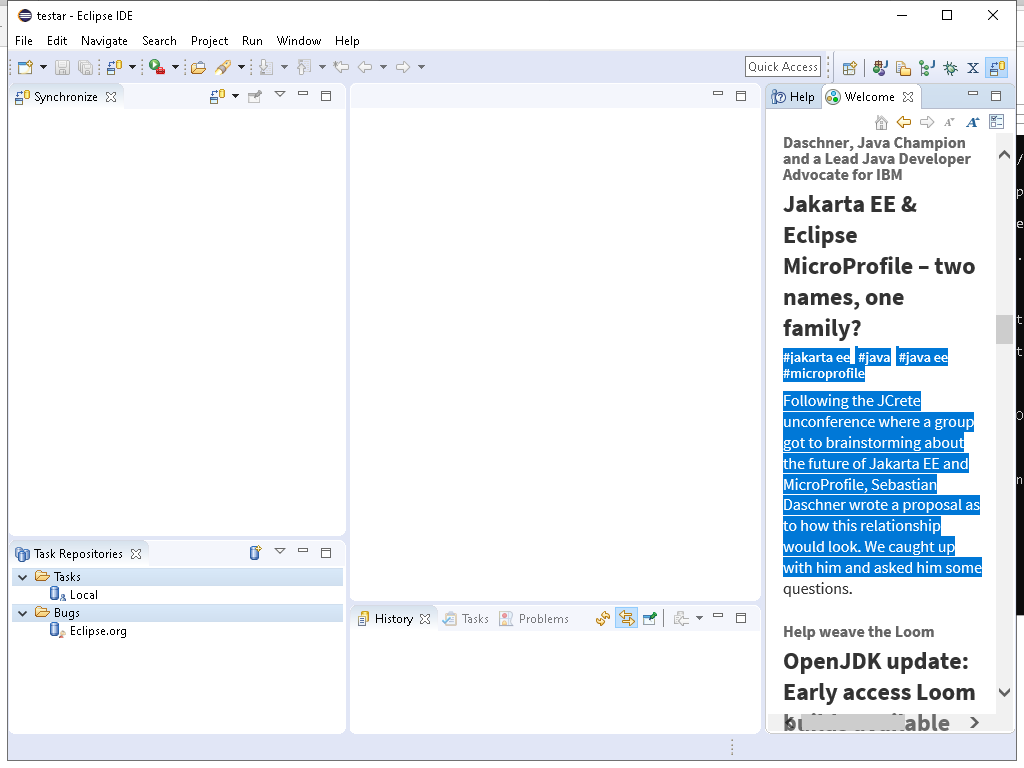 testar - Eclipse IDE
File Edit Navigate Search Project Run Window Help
Quick Access
Synchronize
Help Welcome
Daschner, Java Champion
and a Lead Java Developer
Advocate for IBM
Jakarta EE &
Eclipse
MicroProfile – two
names, one
family?
#jakarta ee #java #java ee
#microprofile
Following the JCrete
unconference where a group
got to brainstorming about
the future of Jakarta EE and
MicroProfile, Sebastian
Daschner wrote a proposal as
to how this relationship
would look. We caught up
with him and asked him some
questions.
Help weave the Loom
OpenJDK update:
Early access Loom
builds available
Task Repositories
Tasks
Local
Bugs
Eclipse.org
History Tasks Problems